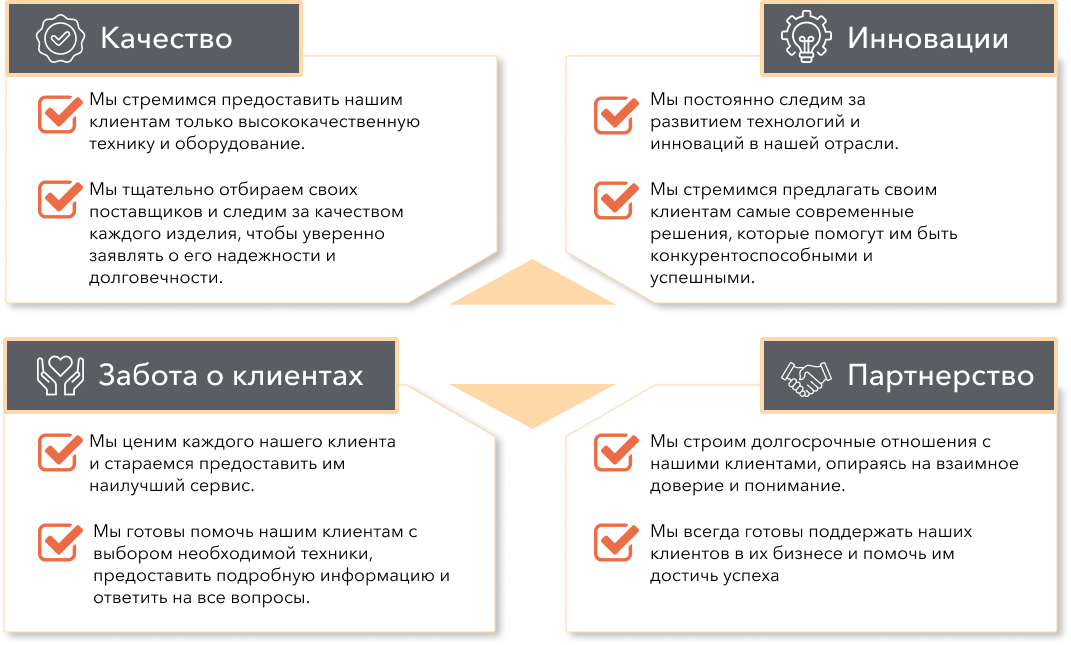 Качество
Мы стремимся предоставить нашим
клиентам только высококачественную
технику и оборудование.
Мы тщательно отбираем своих
поставщиков и следим за качеством
каждого изделия, чтобы уверенно
заявлять о его надежности и
долговечности.
Инновации
Мы постоянно следим за
развитием технологий и
инноваций в нашей отрасли.
Мы стремимся предлагать своим
клиентам самые современные
решения, которые помогут им быть
конкурентоспособными и
успешными.
Забота о клиентах
Мы ценим каждого нашего клиента
и стараемся предоставить им
наилучший сервис.
Мы готовы помочь нашим клиентам с
выбором необходимой техники,
предоставить подробную информацию и
ответить на все вопросы.
Партнерство
Мы строим долгосрочные отношения с
нашими клиентами, опираясь на взаимное
доверие и понимание.
Мы всегда готовы поддержать наших
клиентов в их бизнесе и помочь им
достичь успеха